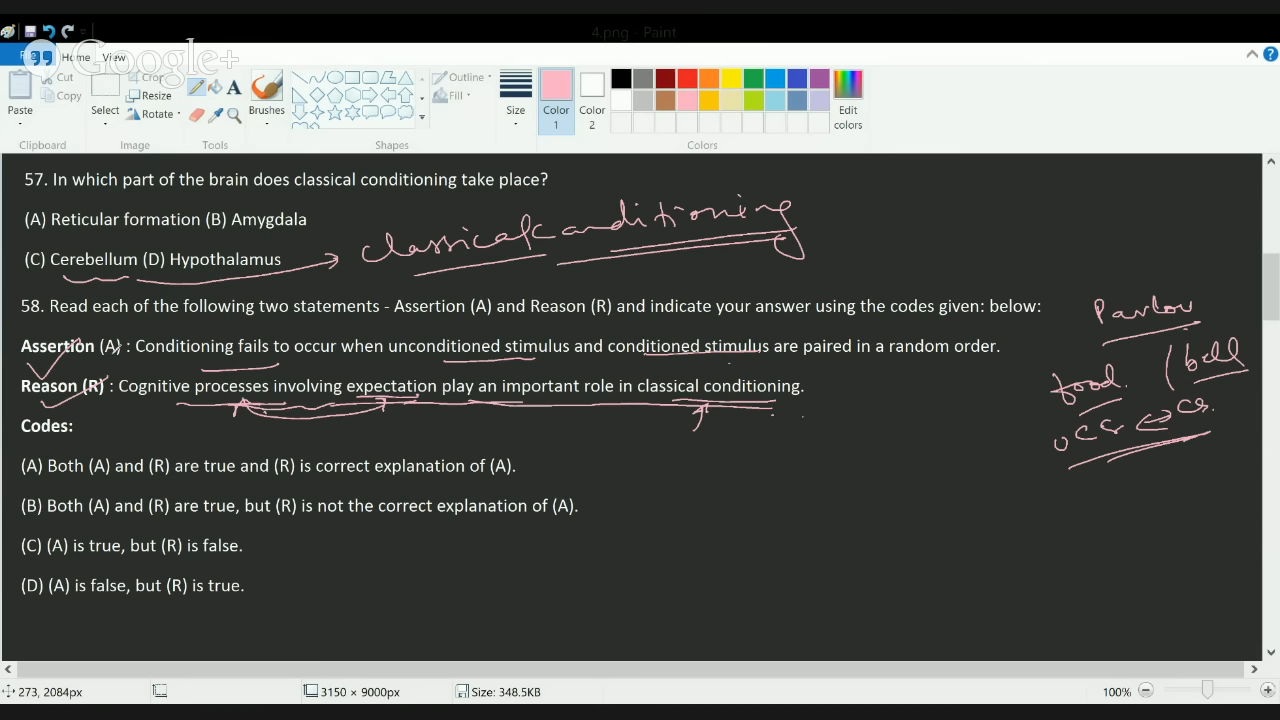 4.png - Paint
Google+
File Home View
Cut
Copy
Paste
Clipboard
Crop
Resize
Rotate
Select
Image
Tools
Brushes
Outline
Fill
Shapes
Size
Color 1
Color 2
Edit colors
Colors
57. In which part of the brain does classical conditioning take place?
(A) Reticular formation (B) Amygdala
(C) Cerebellum (D) Hypothalamus
classical conditioning
58. Read each of the following two statements - Assertion (A) and Reason (R) and indicate your answer using the codes given: below:
Pavlov
Assertion (A) : Conditioning fails to occur when unconditioned stimulus and conditioned stimulus are paired in a random order.
food bell
Reason (R) : Cognitive processes involving expectation play an important role in classical conditioning.
Codes:
(A) Both (A) and (R) are true and (R) is correct explanation of (A).
(B) Both (A) and (R) are true, but (R) is not the correct explanation of (A).
(C) (A) is true, but (R) is false.
(D) (A) is false, but (R) is true.
273, 2084px
3150 × 9000px
Size: 348.5KB
100%